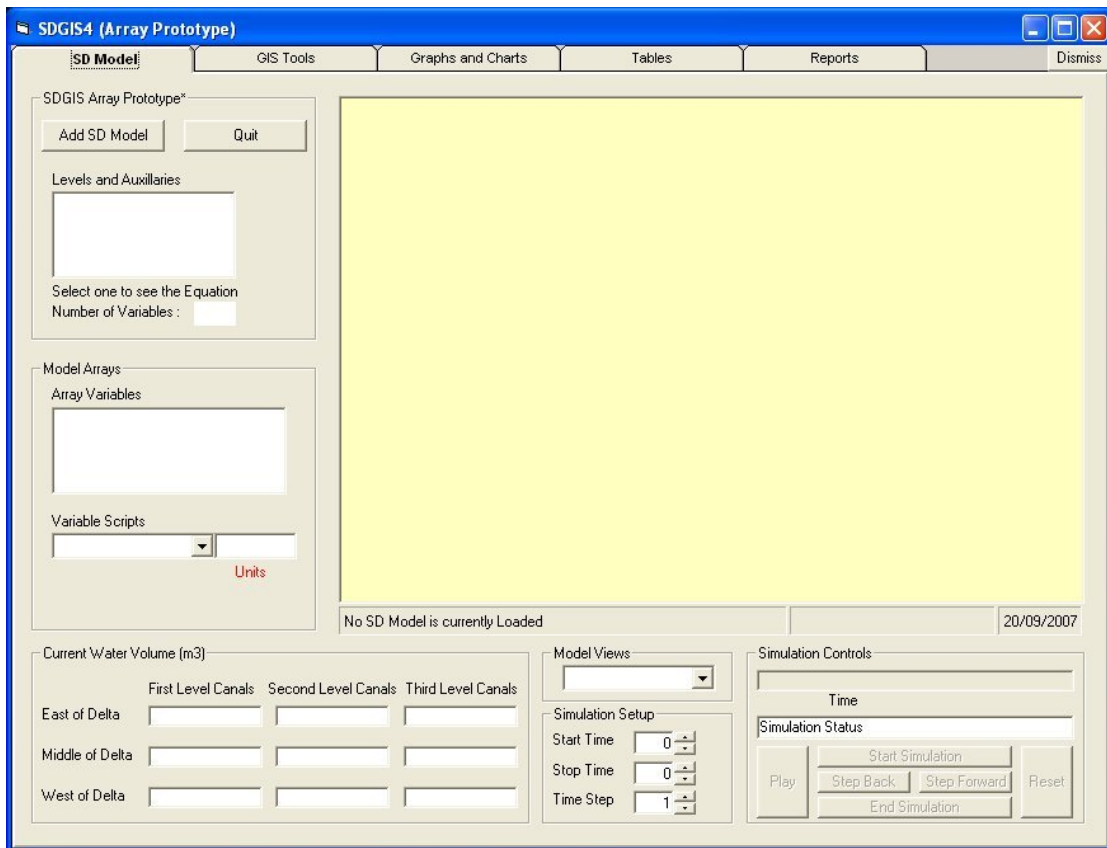 SDGIS4 (Array Prototype)
SD Model GIS Tools Graphs and Charts Tables Reports Dismiss
SDGIS Array Prototype*
Add SD Model Quit
Levels and Auxillaries
Select one to see the Equation
Number of Variables :
Model Arrays
Array Variables
Variable Scripts
Units
No SD Model is currently Loaded 20/09/2007
Current Water Volume (m3)
First Level Canals Second Level Canals Third Level Canals
East of Delta
Middle of Delta
West of Delta
Model Views
Simulation Setup
Start Time 0
Stop Time 0
Time Step 1
Simulation Controls
Time
Simulation Status
Start Simulation
Play Step Back Step Forward Reset
End Simulation